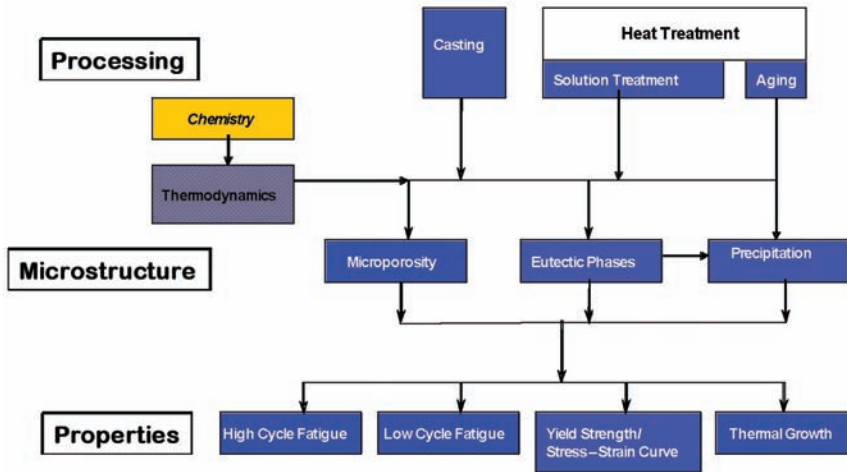 Processing
Casting
Heat Treatment
Solution Treatment
Aging
Chemistry
Thermodynamics
Microstructure
Microporosity
Eutectic Phases
Precipitation
Properties
High Cycle Fatigue
Low Cycle Fatigue
Yield Strength/
Stress–Strain Curve
Thermal Growth